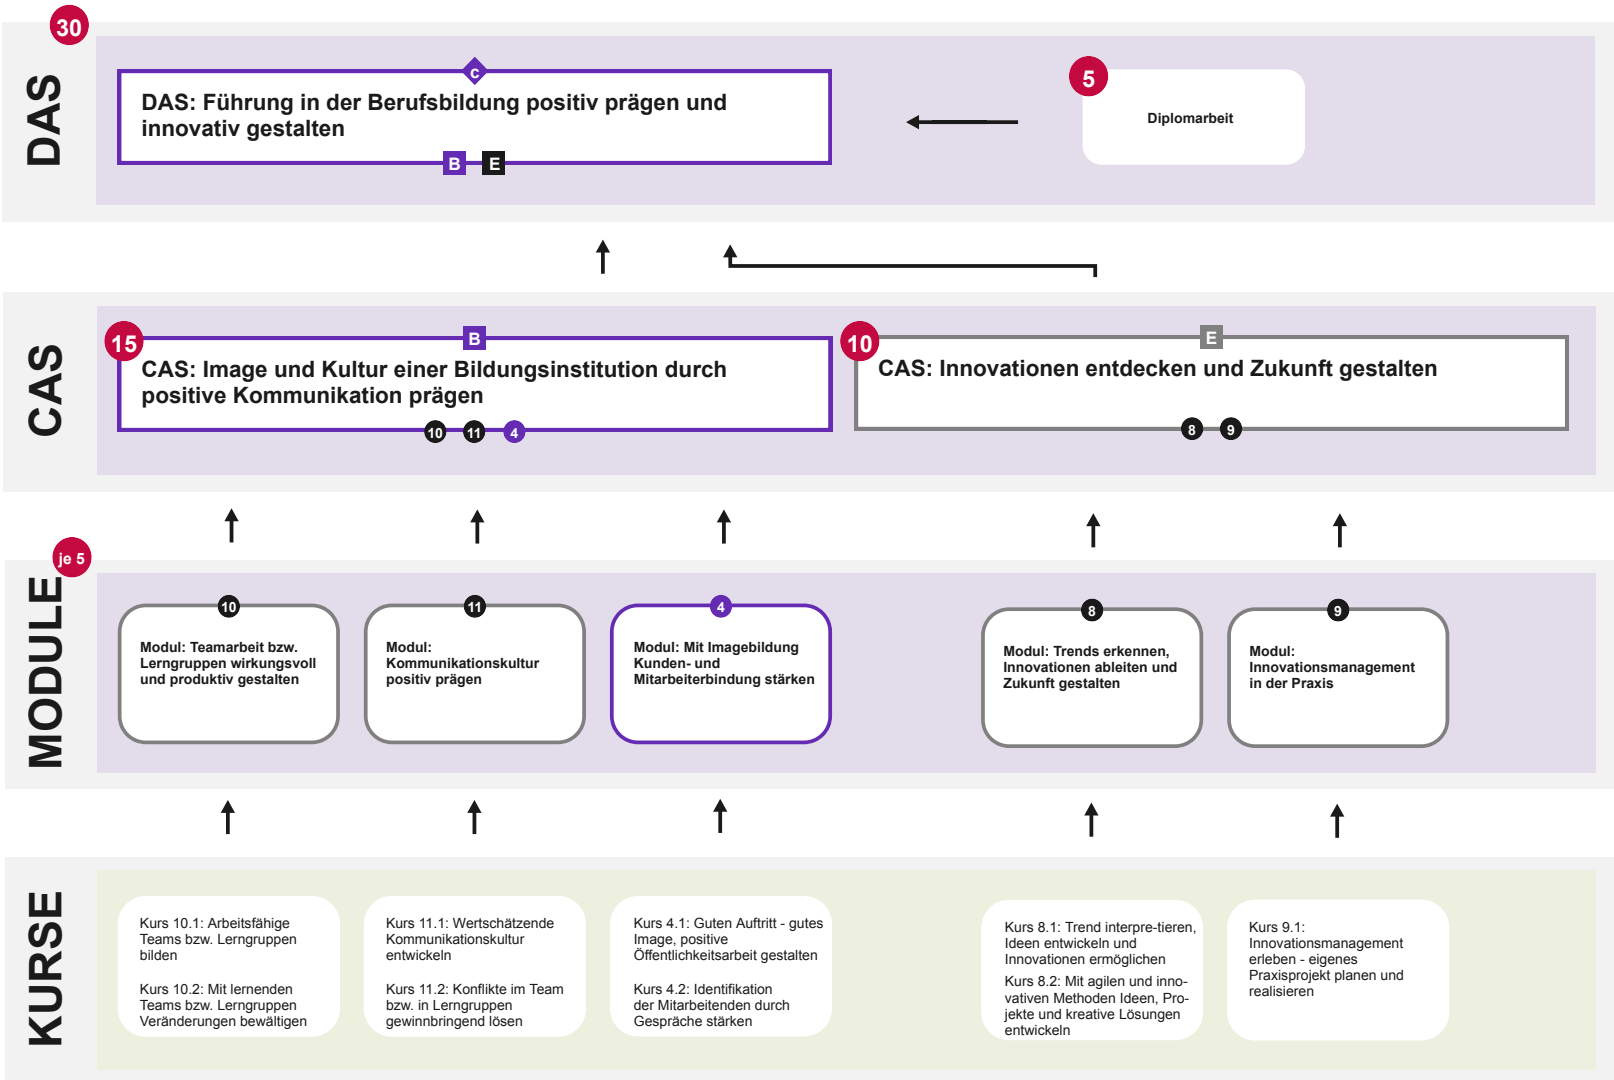 30
DAS
C
DAS: Führung in der Berufsbildung positiv prägen und
innovativ gestalten
B E
5
Diplomarbeit
CAS
15
B
CAS: Image und Kultur einer Bildungsinstitution durch
positive Kommunikation prägen
10 11 4
10
E
CAS: Innovationen entdecken und Zukunft gestalten
8 9
je 5
MODULE
10
Modul: Teamarbeit bzw.
Lerngruppen wirkungsvoll
und produktiv gestalten
11
Modul:
Kommunikationskultur
positiv prägen
4
Modul: Mit Imagebildung
Kunden- und
Mitarbeiterbindung stärken
8
Modul: Trends erkennen,
Innovationen ableiten und
Zukunft gestalten
9
Modul:
Innovationsmanagement
in der Praxis
KURSE
Kurs 10.1: Arbeitsfähige
Teams bzw. Lerngruppen
bilden
Kurs 10.2: Mit lernenden
Teams bzw. Lerngruppen
Veränderungen bewältigen
Kurs 11.1: Wertschätzende
Kommunikationskultur
entwickeln
Kurs 11.2: Konflikte im Team
bzw. in Lerngruppen
gewinnbringend lösen
Kurs 4.1: Guten Auftritt - gutes
Image, positive
Öffentlichkeitsarbeit gestalten
Kurs 4.2: Identifikation
der Mitarbeitenden durch
Gespräche stärken
Kurs 8.1: Trend interpre-tieren,
Ideen entwickeln und
Innovationen ermöglichen
Kurs 8.2: Mit agilen und inno-
vativen Methoden Ideen, Pro-
jekte und kreative Lösungen
entwickeln
Kurs 9.1:
Innovationsmanagement
erleben - eigenes
Praxisprojekt planen und
realisieren